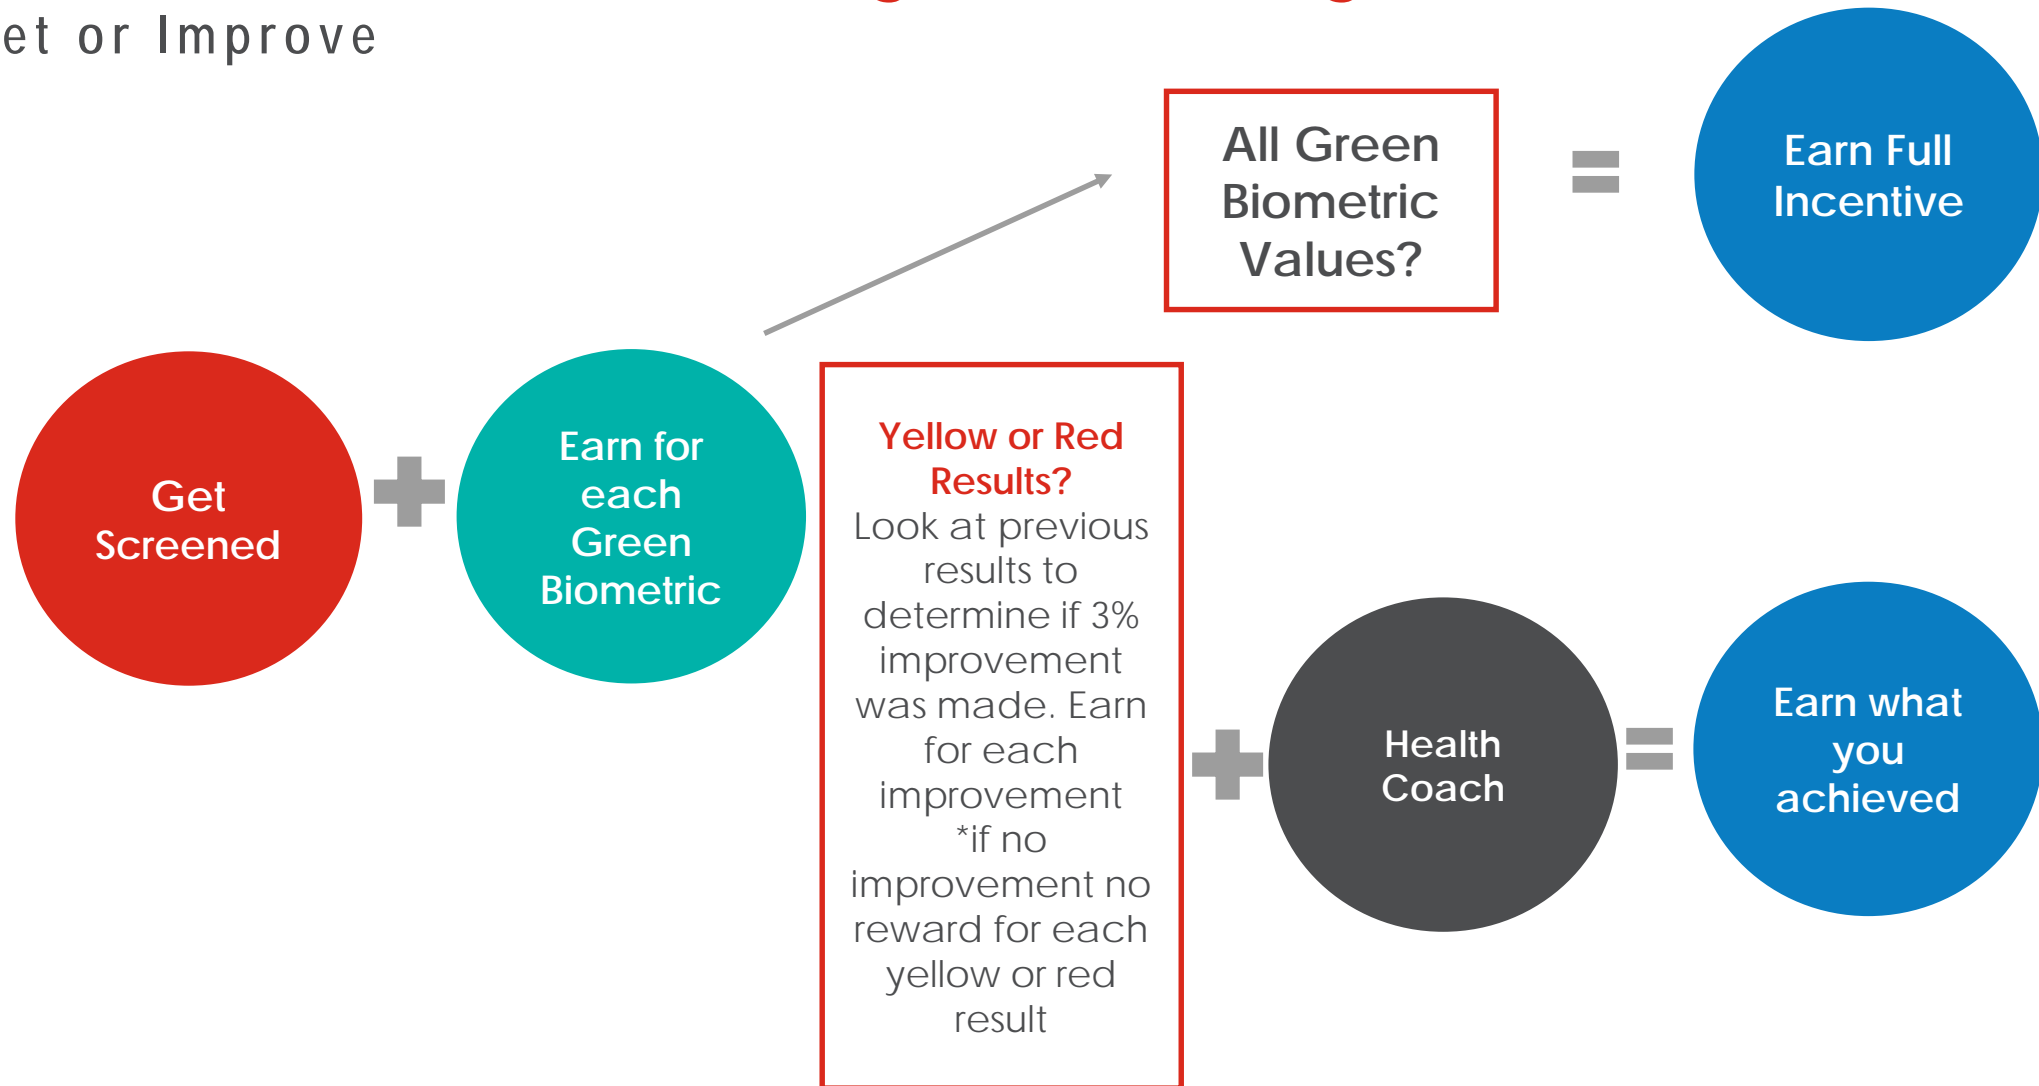 et or Improve
All Green
Biometric
Values?
Earn Full
Incentive
Get
Screened
Earn for
each
Green
Biometric
Yellow or Red
Results?
Look at previous
results to
determine if 3%
improvement
was made. Earn
for each
improvement
*if no
improvement no
reward for each
yellow or red
result
Health
Coach
Earn what
you
achieved